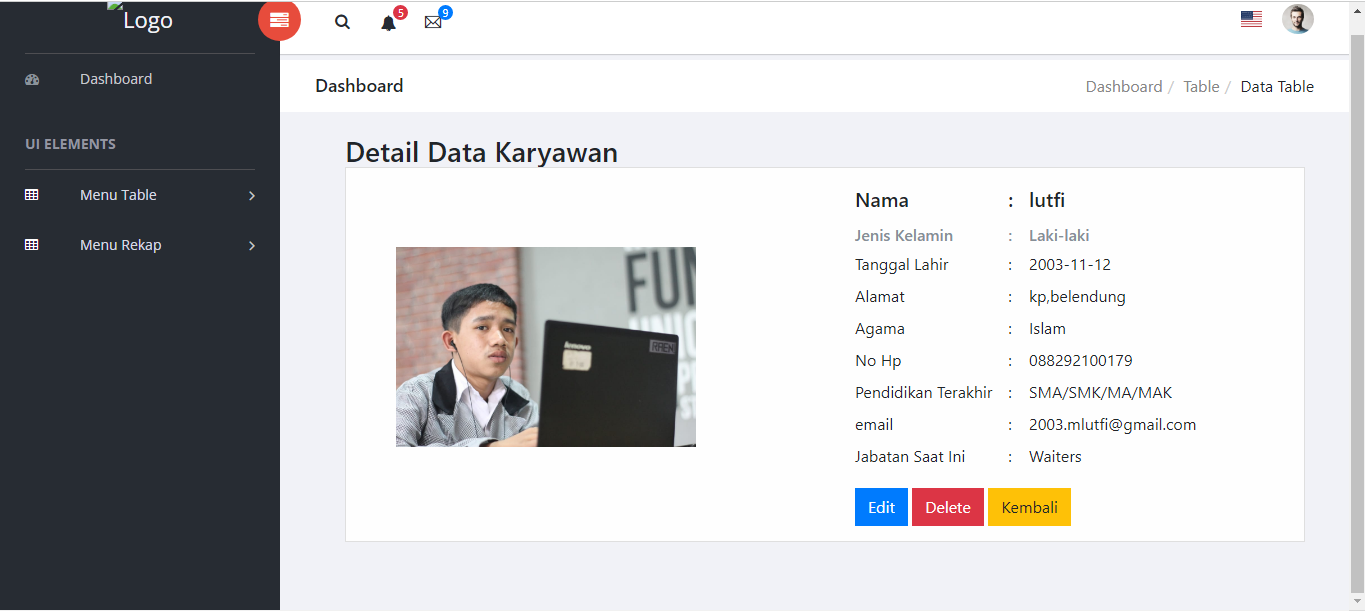 Logo
5
9
Dashboard
UI ELEMENTS
Menu Table
Menu Rekap
Dashboard
Dashboard / Table / Data Table
Detail Data Karyawan
Nama : lutfi
Jenis Kelamin : Laki-laki
Tanggal Lahir : 2003-11-12
Alamat : kp,belendung
Agama : Islam
No Hp : 088292100179
Pendidikan Terakhir : SMA/SMK/MA/MAK
email : 2003.mlutfi@gmail.com
Jabatan Saat Ini : Waiters
Edit Delete Kembali
lenovo